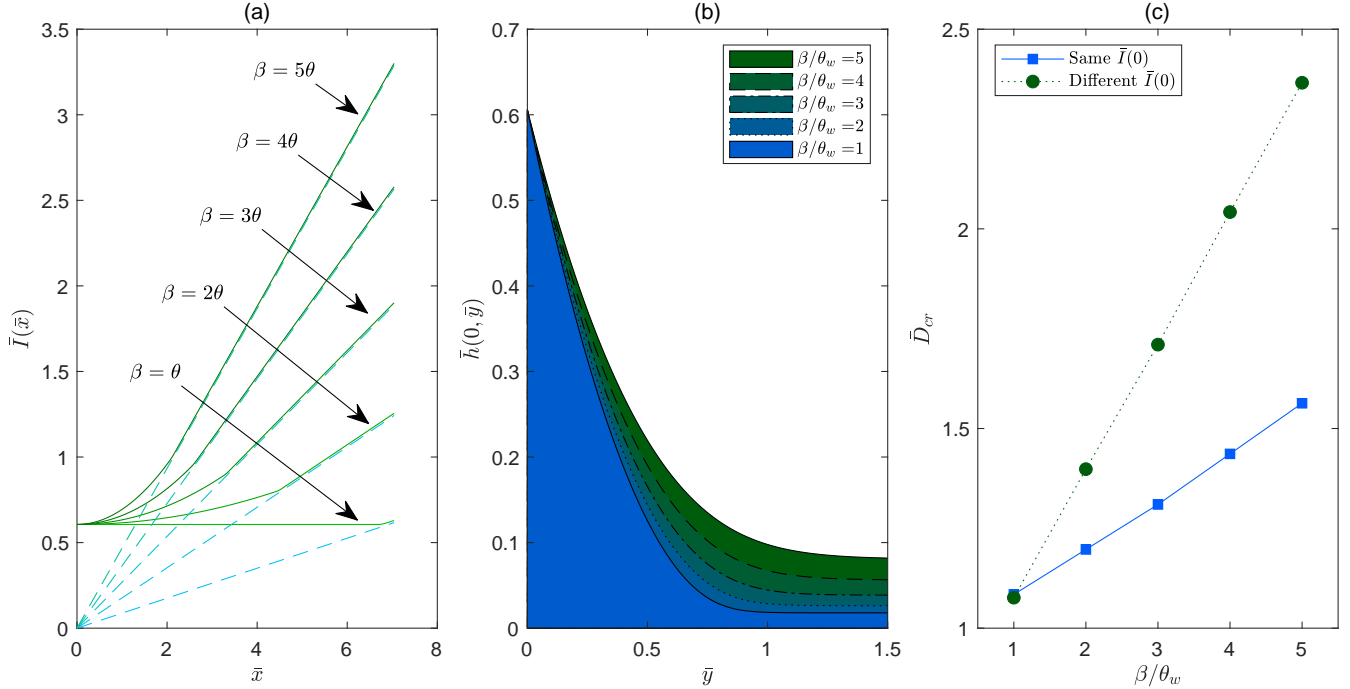 (a)
Ī(x̄)
3.5
3
2.5
2
1.5
1
0.5
0
β = 5θ
β = 4θ
β = 3θ
β = 2θ
β = θ
0 2 4 6 8
x̄
(b)
h̄(0, ȳ)
0.7
0.6
0.5
0.4
0.3
0.2
0.1
0
β/θ_w =5
β/θ_w =4
β/θ_w =3
β/θ_w =2
β/θ_w =1
0 0.5 1 1.5
ȳ
(c)
D̄_cr
2.5
2
1.5
1
Same Ī(0)
Different Ī(0)
1 2 3 4 5
β/θ_w